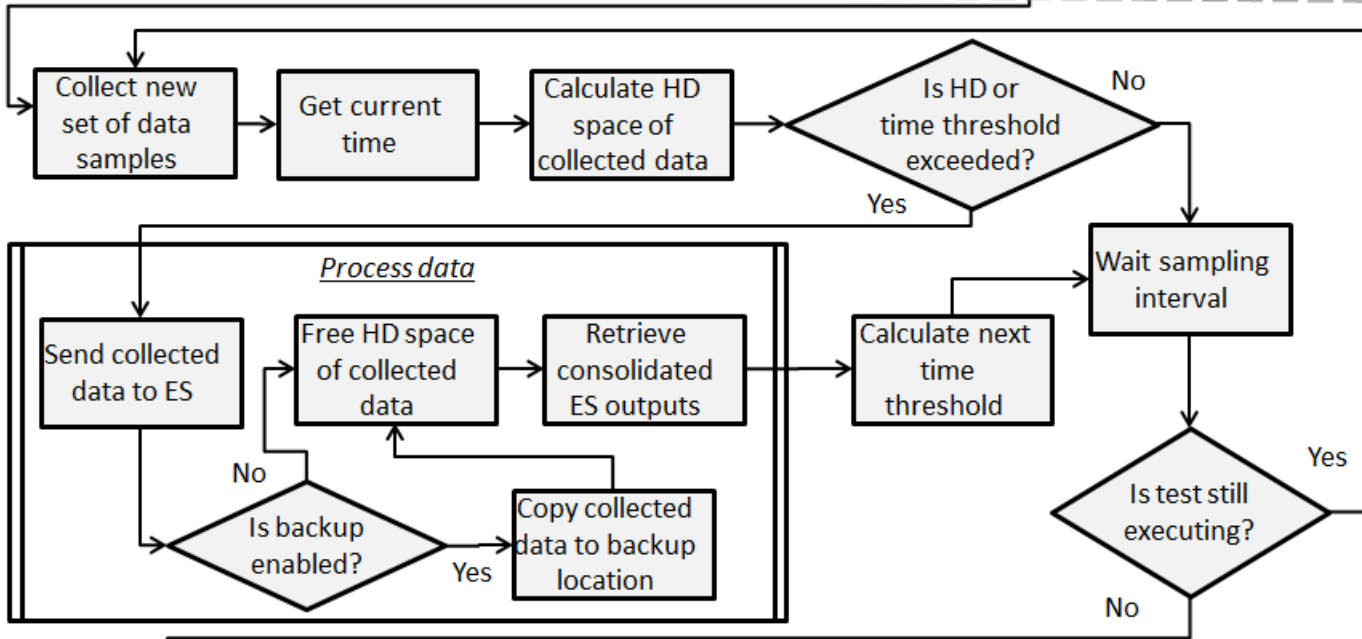 Collect new
set of data
samples
Get current
time
Calculate HD
space of
collected data
Is HD or
time threshold
exceeded?
No
Yes
Wait sampling
interval
Process data
Send collected
data to ES
Free HD space
of collected
data
Retrieve
consolidated
ES outputs
Calculate next
time
threshold
No
Is backup
enabled?
Yes
Copy collected
data to backup
location
Is test still
executing?
Yes
No